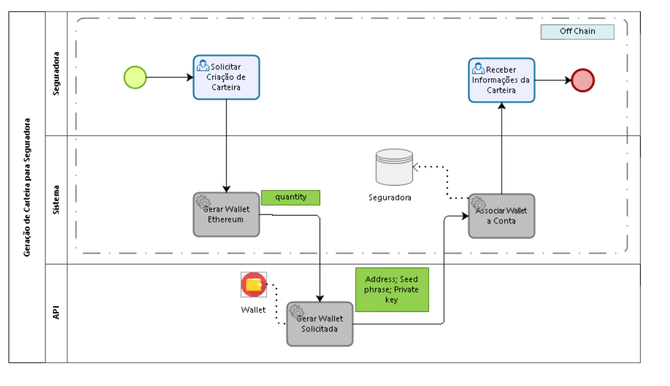 Geração de Carteira para Seguradora
Seguradora
Off Chain
Solicitar
Criação de
Carteira
Receber
Informações da
Carteira
Sistema
Seguradora
Gerar Wallet
Ethereum
quantity
Associar Wallet
a Conta
API
Address; Seed
phrase; Private
key
Wallet
Gerar Wallet
Solicitada